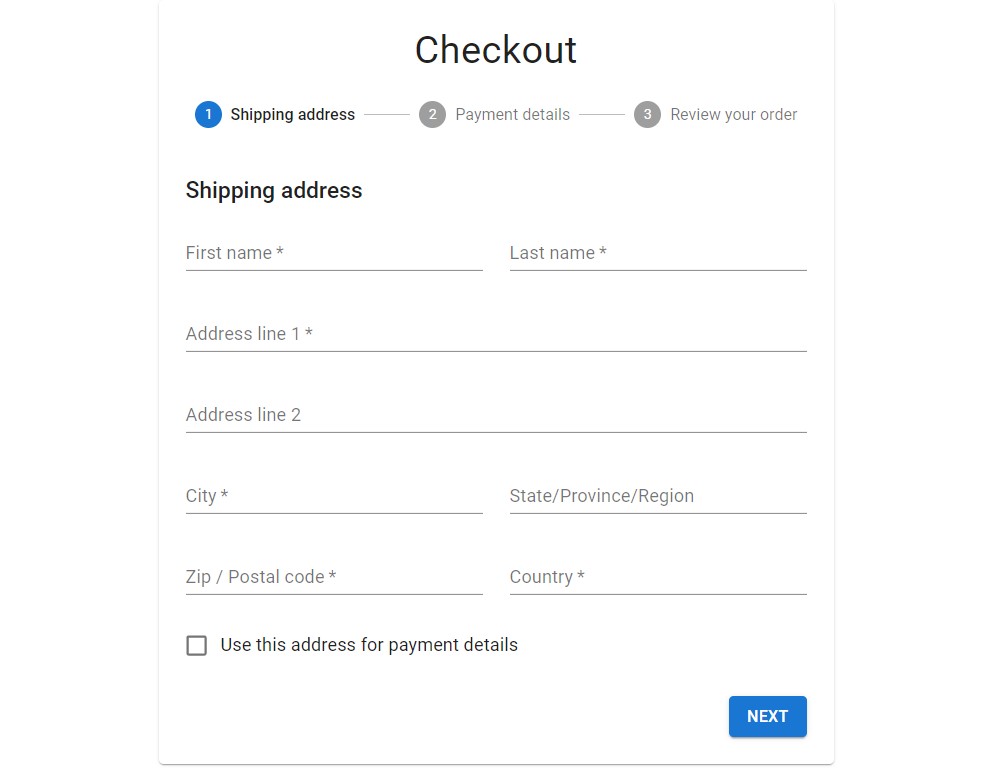 Checkout
1 Shipping address 2 Payment details 3 Review your order
Shipping address
First name * Last name *
Address line 1 *
Address line 2
City * State/Province/Region
Zip / Postal code * Country *
Use this address for payment details
NEXT